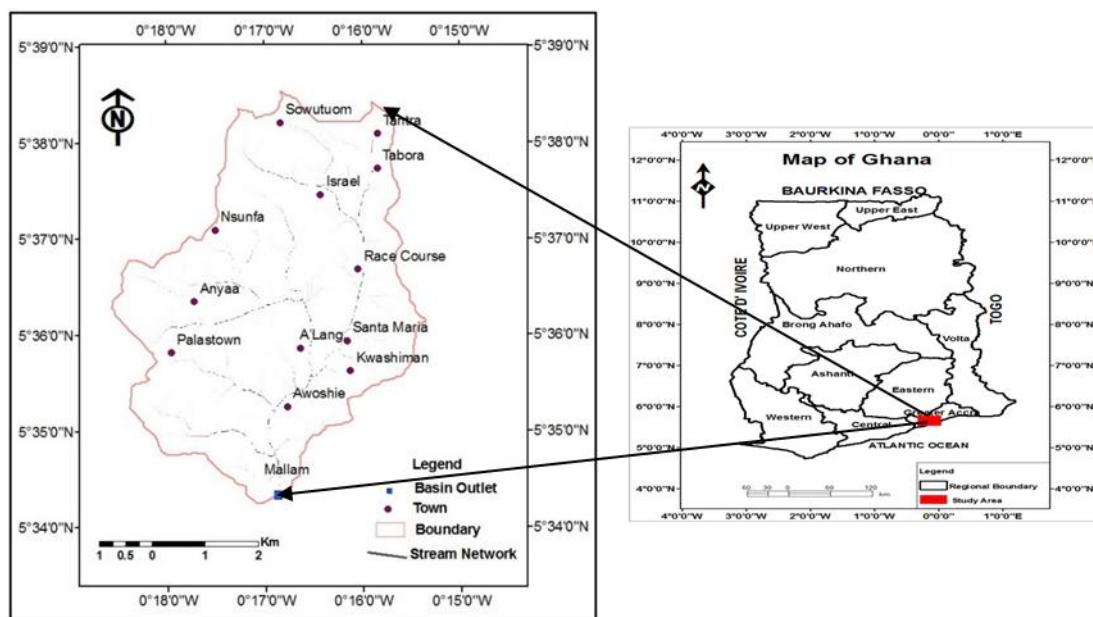 0°18'0"W 0°17'0"W 0°16'0"W 0°15'0"W
5°39'0"N 5°39'0"N
N
Sowutuom
Tantra
5°38'0"N 5°38'0"N
Tabora
Israel
Nsunfa
5°37'0"N 5°37'0"N
Race Course
Anyaa
5°36'0"N 5°36'0"N
Palastown A'Lang Santa Maria
Kwashiman
Awoshie
5°35'0"N 5°35'0"N
Mallam
Legend
Basin Outlet
Town
5°34'0"N 5°34'0"N
Boundary
Stream Network
Km
1 0.5 0 1 2
0°18'0"W 0°17'0"W 0°16'0"W 0°15'0"W
4°0'0"W 3°0'0"W 2°0'0"W 1°0'0"W 0°0'0" 1°0'0"E
Map of Ghana
12°0'0"N 12°0'0"N
N
BAURKINA FASSO
11°0'0"N 11°0'0"N
Upper East
Upper West
10°0'0"N 10°0'0"N
Northern
9°0'0"N 9°0'0"N
COTE D' IVOIRE
TOGO
8°0'0"N 8°0'0"N
Brong Ahafo
Volta
7°0'0"N 7°0'0"N
Ashanti
Eastern
6°0'0"N 6°0'0"N
Greater Accra
Western
Central
5°0'0"N 5°0'0"N
ATLANTIC OCEAN
Legend
Regional Boundary
Study Area
60 30 0 60 120
km
4°0'0"N 4°0'0"N
4°0'0"W 3°0'0"W 2°0'0"W 1°0'0"W 0°0'0" 1°0'0"E